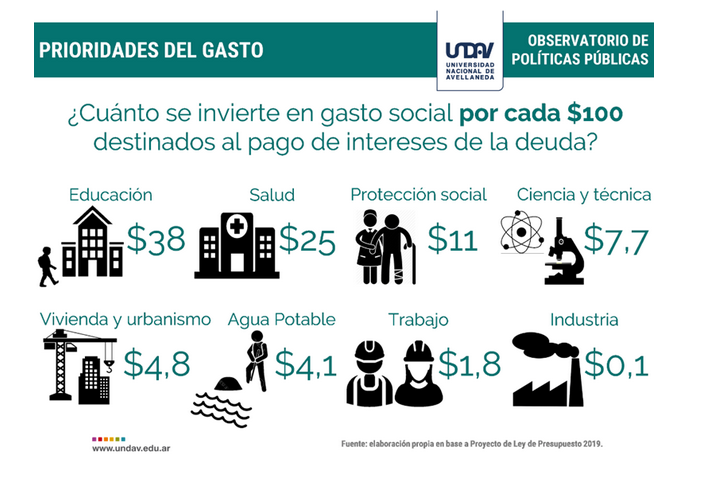 PRIORIDADES DEL GASTO
UNDAV
UNIVERSIDAD
NACIONAL DE
AVELLANEDA
OBSERVATORIO DE
POLÍTICAS PÚBLICAS
¿Cuánto se invierte en gasto social por cada $100
destinados al pago de intereses de la deuda?
Educación
$38
Salud
$25
Protección social
$11
Ciencia y técnica
$7,7
Vivienda y urbanismo
$4,8
Agua Potable
$4,1
Trabajo
$1,8
Industria
$0,1
www.undav.edu.ar
Fuente: elaboración propia en base a Proyecto de Ley de Presupuesto 2019.